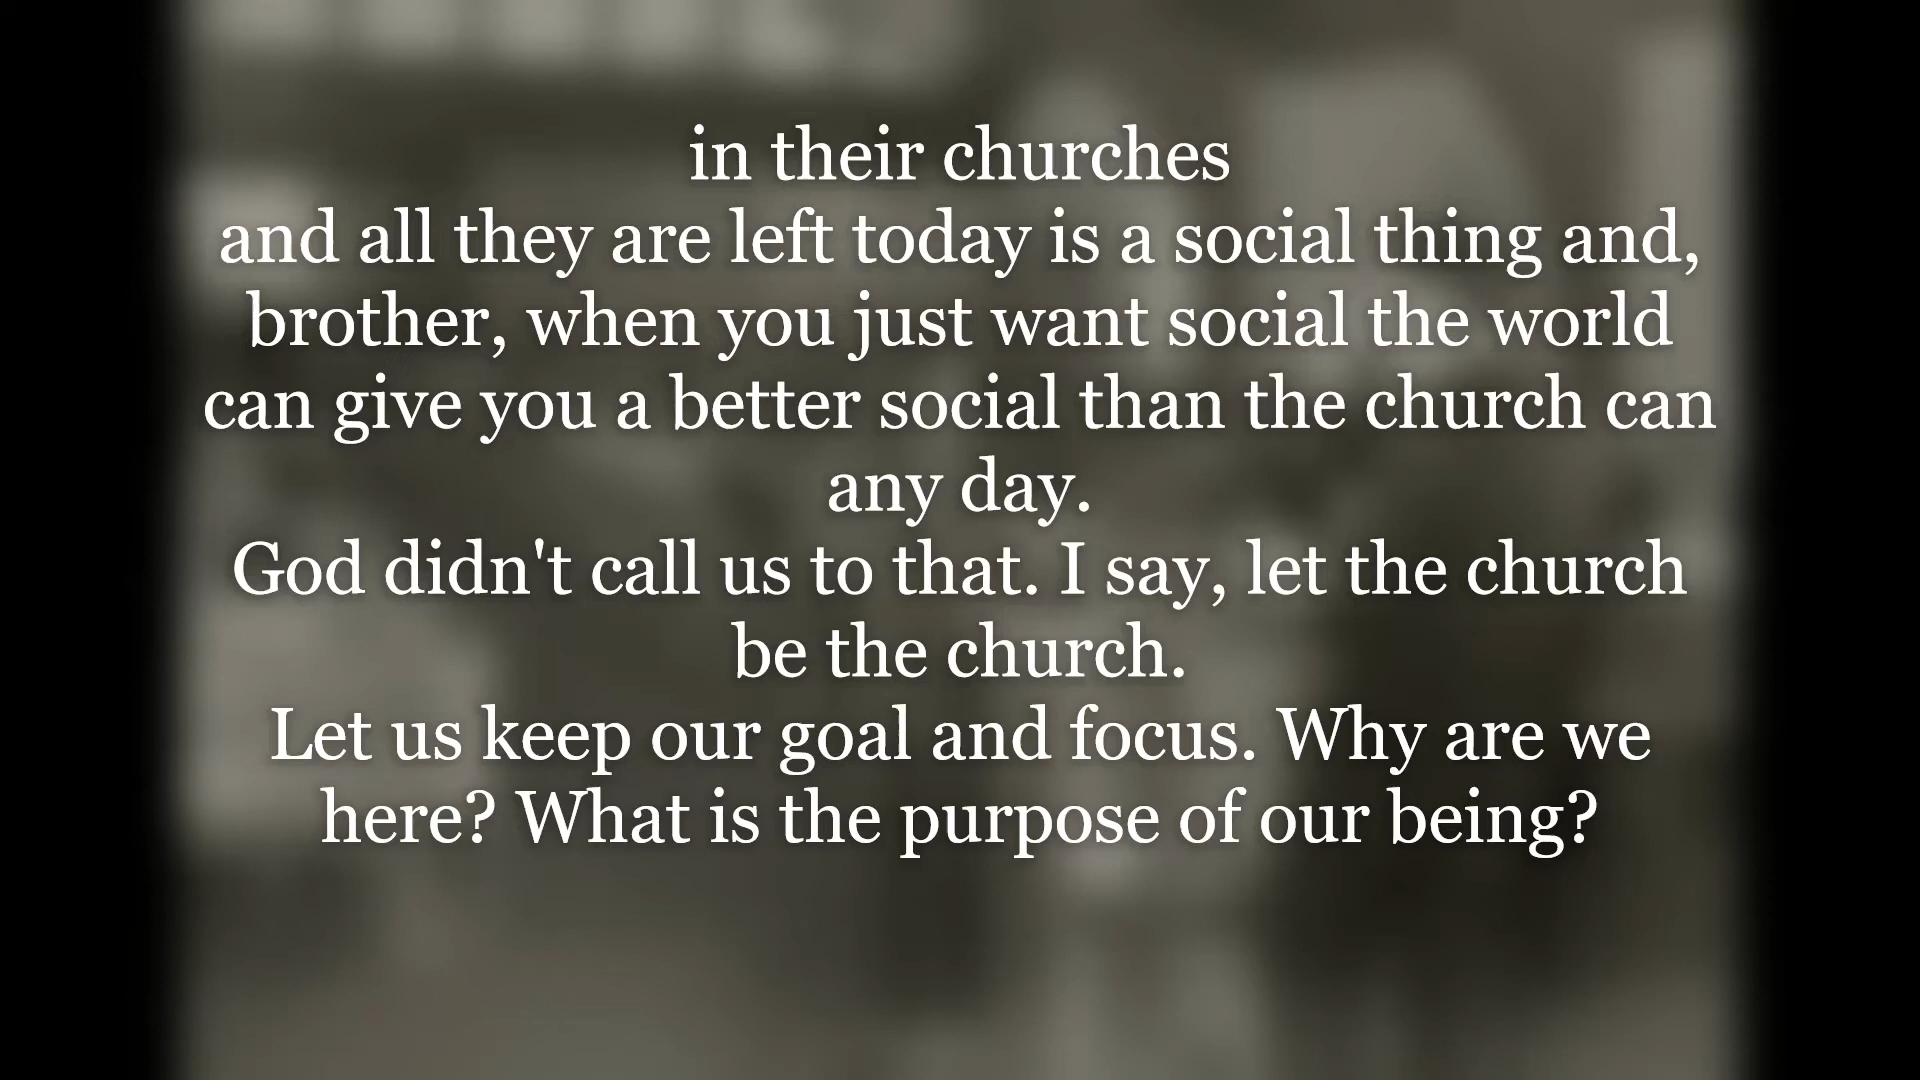 in their churches
and all they are left today is a social thing and,
brother, when you just want social the world
can give you a better social than the church can
any day.
God didn't call us to that. I say, let the church
be the church.
Let us keep our goal and focus. Why are we
here? What is the purpose of our being?